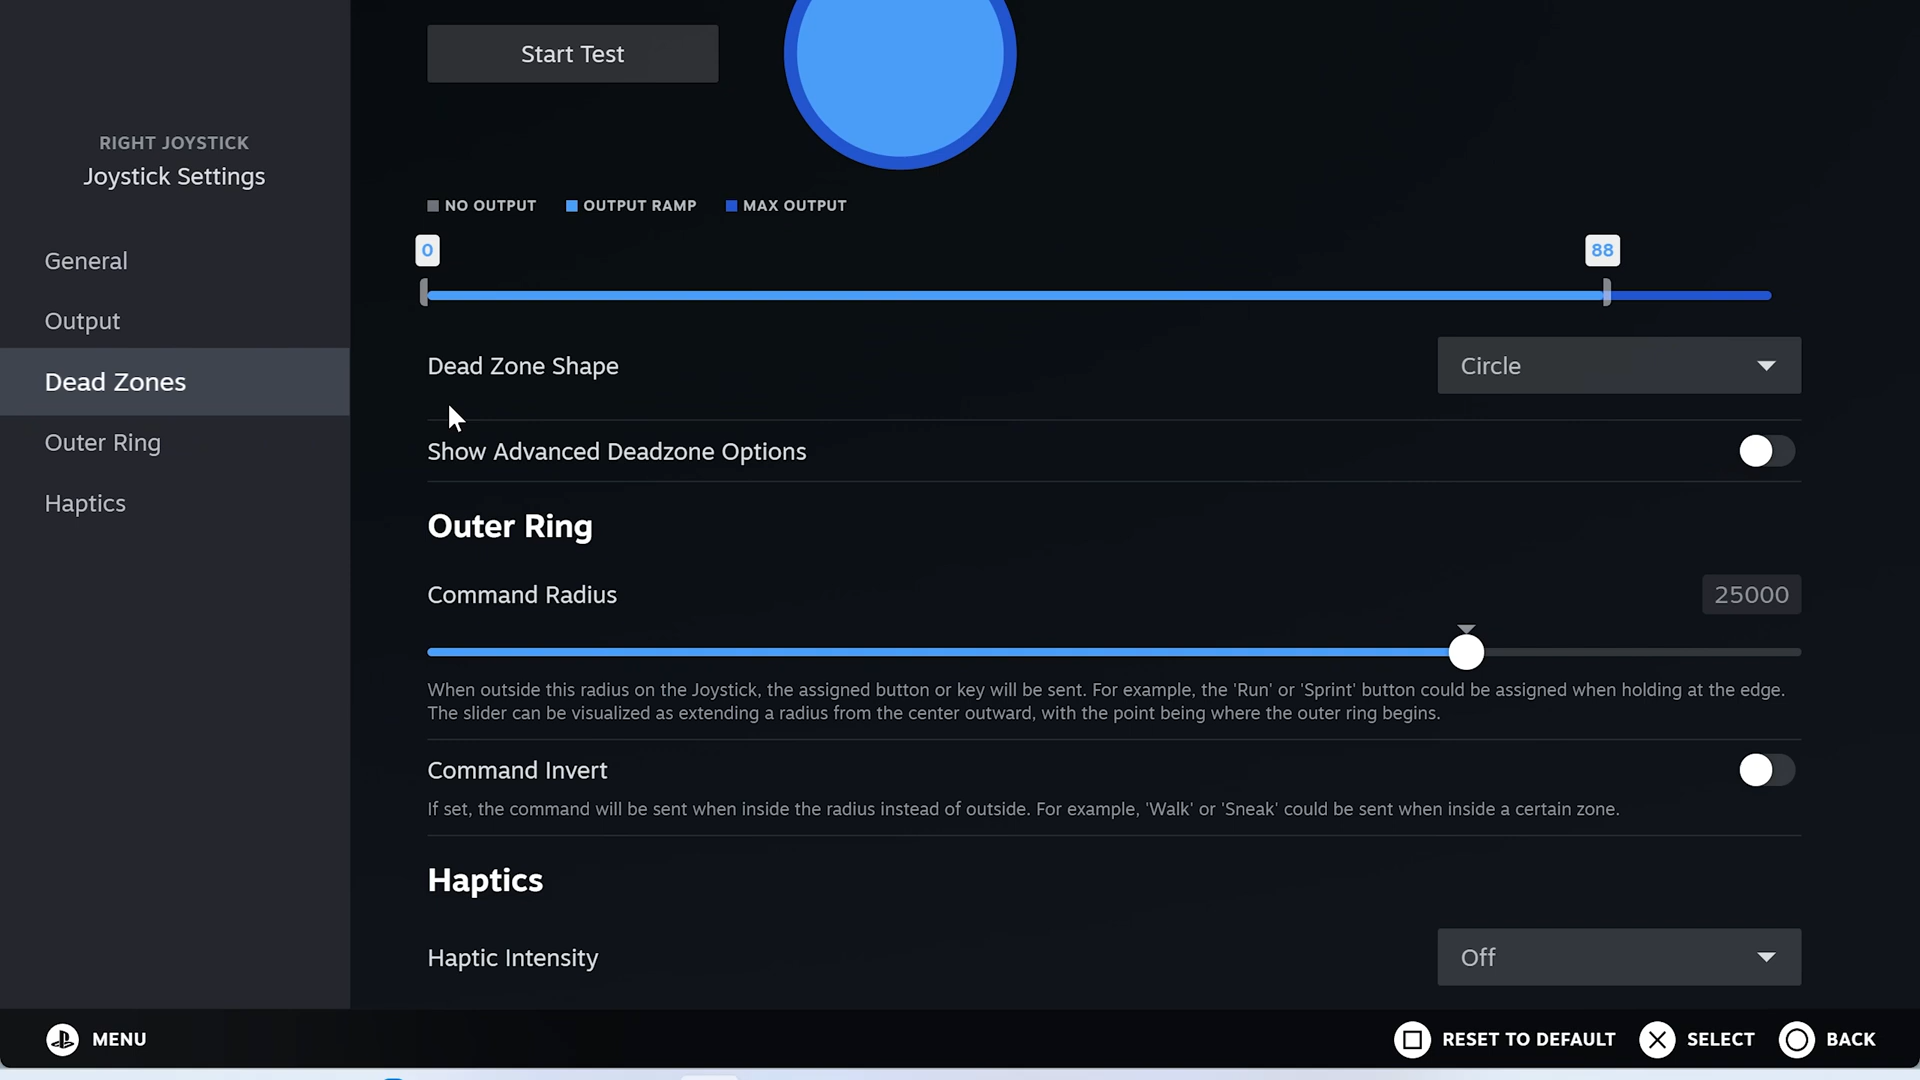 Start Test
RIGHT JOYSTICK
Joystick Settings
General
Output
Dead Zones
Outer Ring
Haptics
NO OUTPUT OUTPUT RAMP MAX OUTPUT
0 88
Dead Zone Shape Circle
Show Advanced Deadzone Options
Outer Ring
Command Radius 25000
When outside this radius on the Joystick, the assigned button or key will be sent. For example, the 'Run' or 'Sprint' button could be assigned when holding at the edge.
The slider can be visualized as extending a radius from the center outward, with the point being where the outer ring begins.
Command Invert
If set, the command will be sent when inside the radius instead of outside. For example, 'Walk' or 'Sneak' could be sent when inside a certain zone.
Haptics
Haptic Intensity Off
MENU RESET TO DEFAULT SELECT BACK